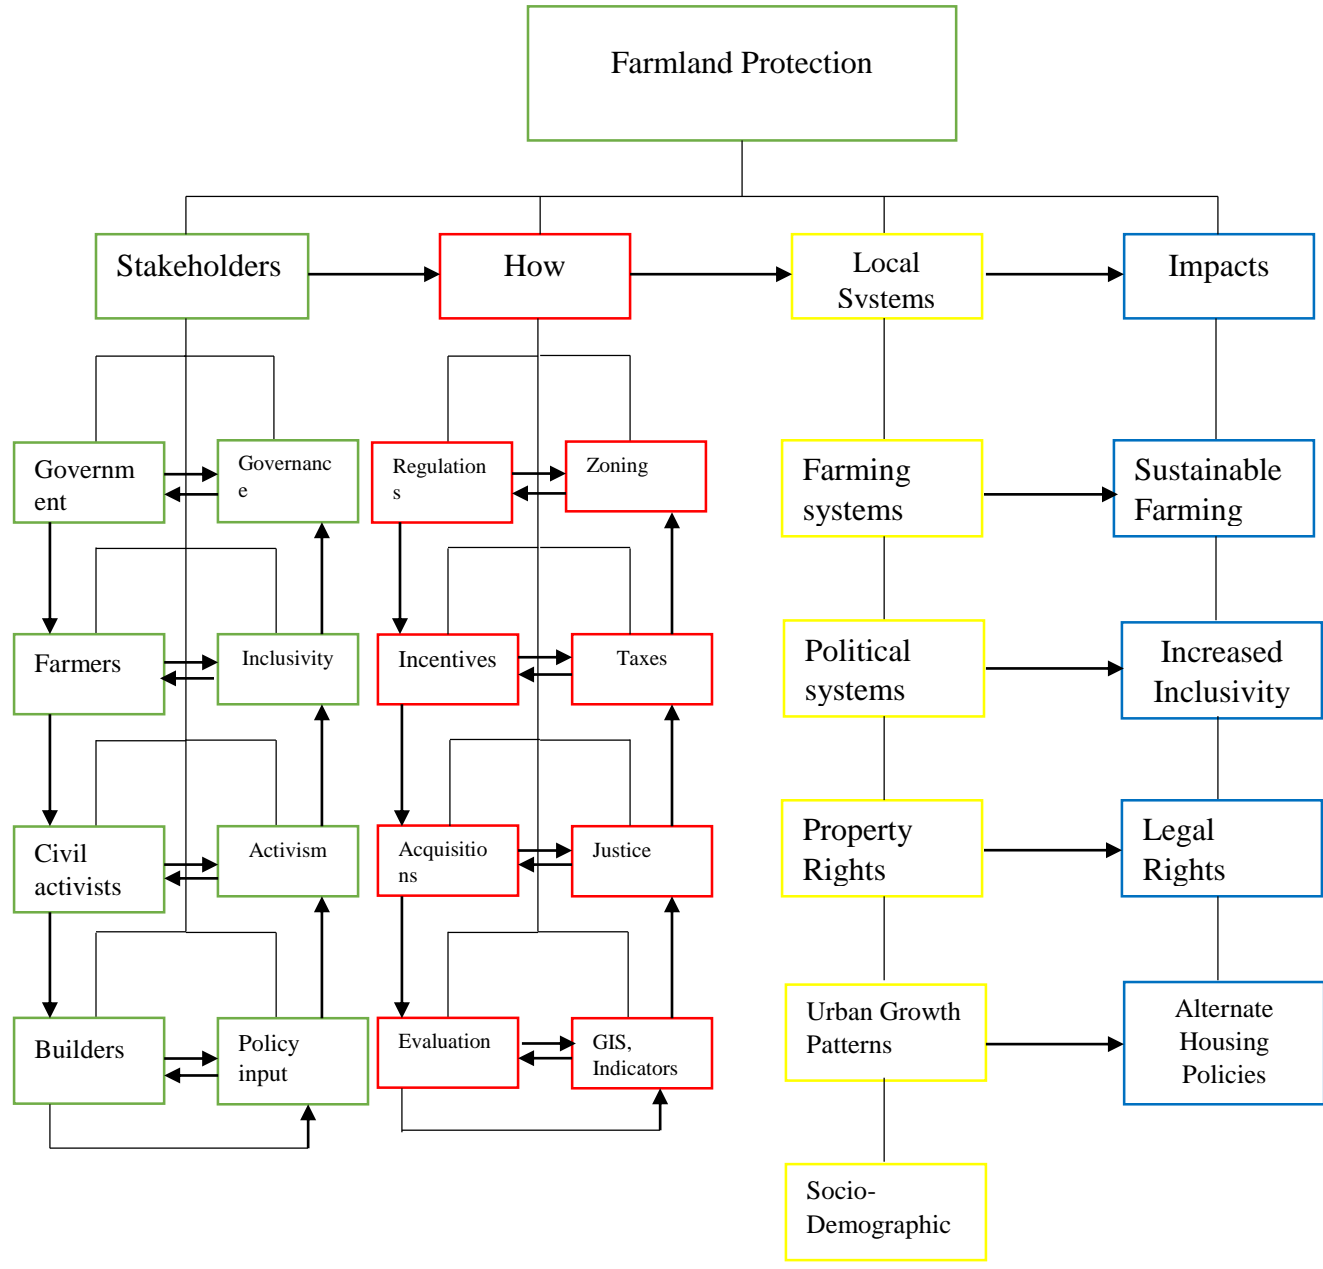 Farmland Protection
Stakeholders
How
Local
Systems
Impacts
Governm
ent
Governanc
e
Regulation
s
Zoning
Farming
systems
Sustainable
Farming
Farmers
Inclusivity
Incentives
Taxes
Political
systems
Increased
Inclusivity
Civil
activists
Activism
Acquisitio
ns
Justice
Property
Rights
Legal
Rights
Builders
Policy
input
Evaluation
GIS,
Indicators
Urban Growth
Patterns
Alternate
Housing
Policies
Socio-
Demographic